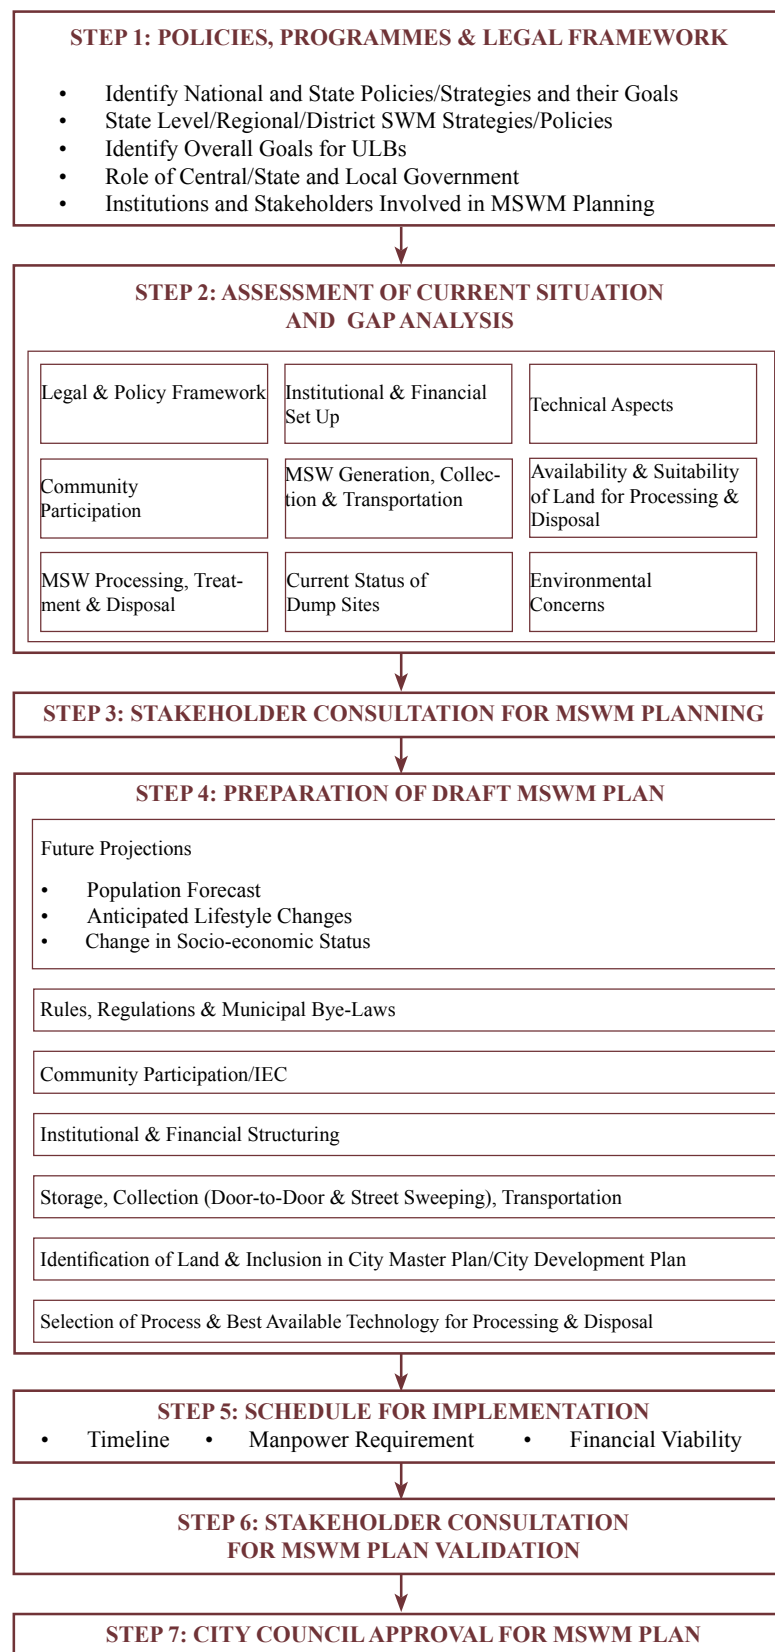 STEP 1: POLICIES, PROGRAMMES & LEGAL FRAMEWORK
• Identify National and State Policies/Strategies and their Goals
• State Level/Regional/District SWM Strategies/Policies
• Identify Overall Goals for ULBs
• Role of Central/State and Local Government
• Institutions and Stakeholders Involved in MSWM Planning
STEP 2: ASSESSMENT OF CURRENT SITUATION
AND GAP ANALYSIS
Legal & Policy Framework
Institutional & Financial
Set Up
Technical Aspects
Community
Participation
MSW Generation, Collec-
tion & Transportation
Availability & Suitability
of Land for Processing &
Disposal
MSW Processing, Treat-
ment & Disposal
Current Status of
Dump Sites
Environmental
Concerns
STEP 3: STAKEHOLDER CONSULTATION FOR MSWM PLANNING
STEP 4: PREPARATION OF DRAFT MSWM PLAN
Future Projections
• Population Forecast
• Anticipated Lifestyle Changes
• Change in Socio-economic Status
Rules, Regulations & Municipal Bye-Laws
Community Participation/IEC
Institutional & Financial Structuring
Storage, Collection (Door-to-Door & Street Sweeping), Transportation
Identification of Land & Inclusion in City Master Plan/City Development Plan
Selection of Process & Best Available Technology for Processing & Disposal
STEP 5: SCHEDULE FOR IMPLEMENTATION
• Timeline • Manpower Requirement • Financial Viability
STEP 6: STAKEHOLDER CONSULTATION
FOR MSWM PLAN VALIDATION
STEP 7: CITY COUNCIL APPROVAL FOR MSWM PLAN